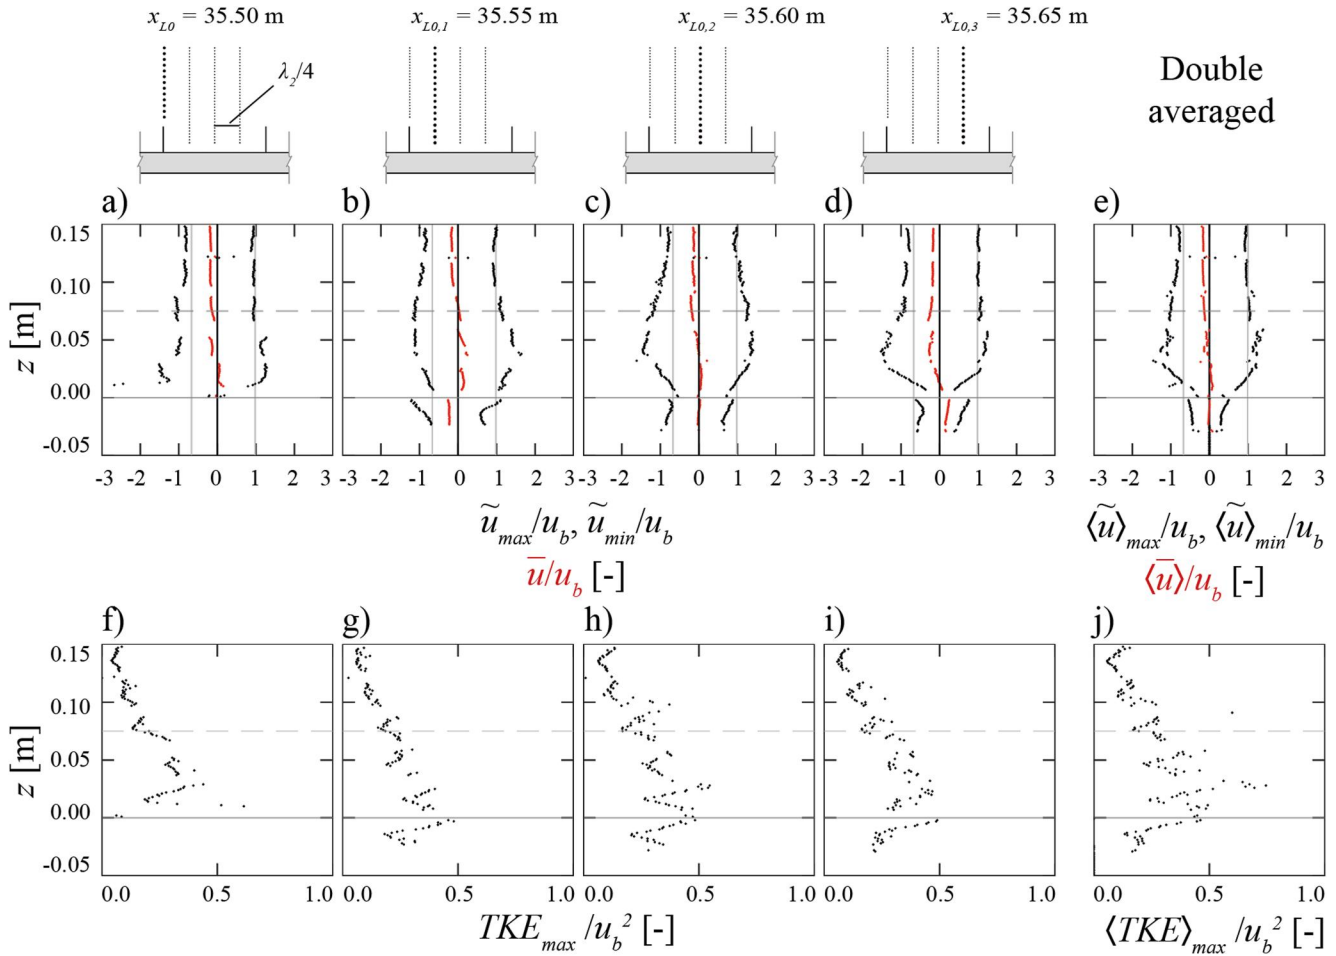 x_L0 = 35.50 m x_L0,1 = 35.55 m x_L0,2 = 35.60 m x_L0,3 = 35.65 m
λ₂/4
Double
averaged
a) b) c) d) e)
0.15
0.10
0.05
0.00
-0.05
z [m]
-3 -2 -1 0 1 2 3 -3 -2 -1 0 1 2 3 -3 -2 -1 0 1 2 3 -3 -2 -1 0 1 2 3 -3 -2 -1 0 1 2 3
ũ_max/u_b, ũ_min/u_b ⟨ũ⟩_max/u_b, ⟨ũ⟩_min/u_b
u̅/u_b [-] ⟨u̅⟩/u_b [-]
f) g) h) i) j)
0.15
0.10
0.05
0.00
-0.05
z [m]
0.0 0.5 1.0 0.0 0.5 1.0 0.0 0.5 1.0 0.0 0.5 1.0 0.0 0.5 1.0
TKE_max /u_b² [-] ⟨TKE⟩_max /u_b² [-]